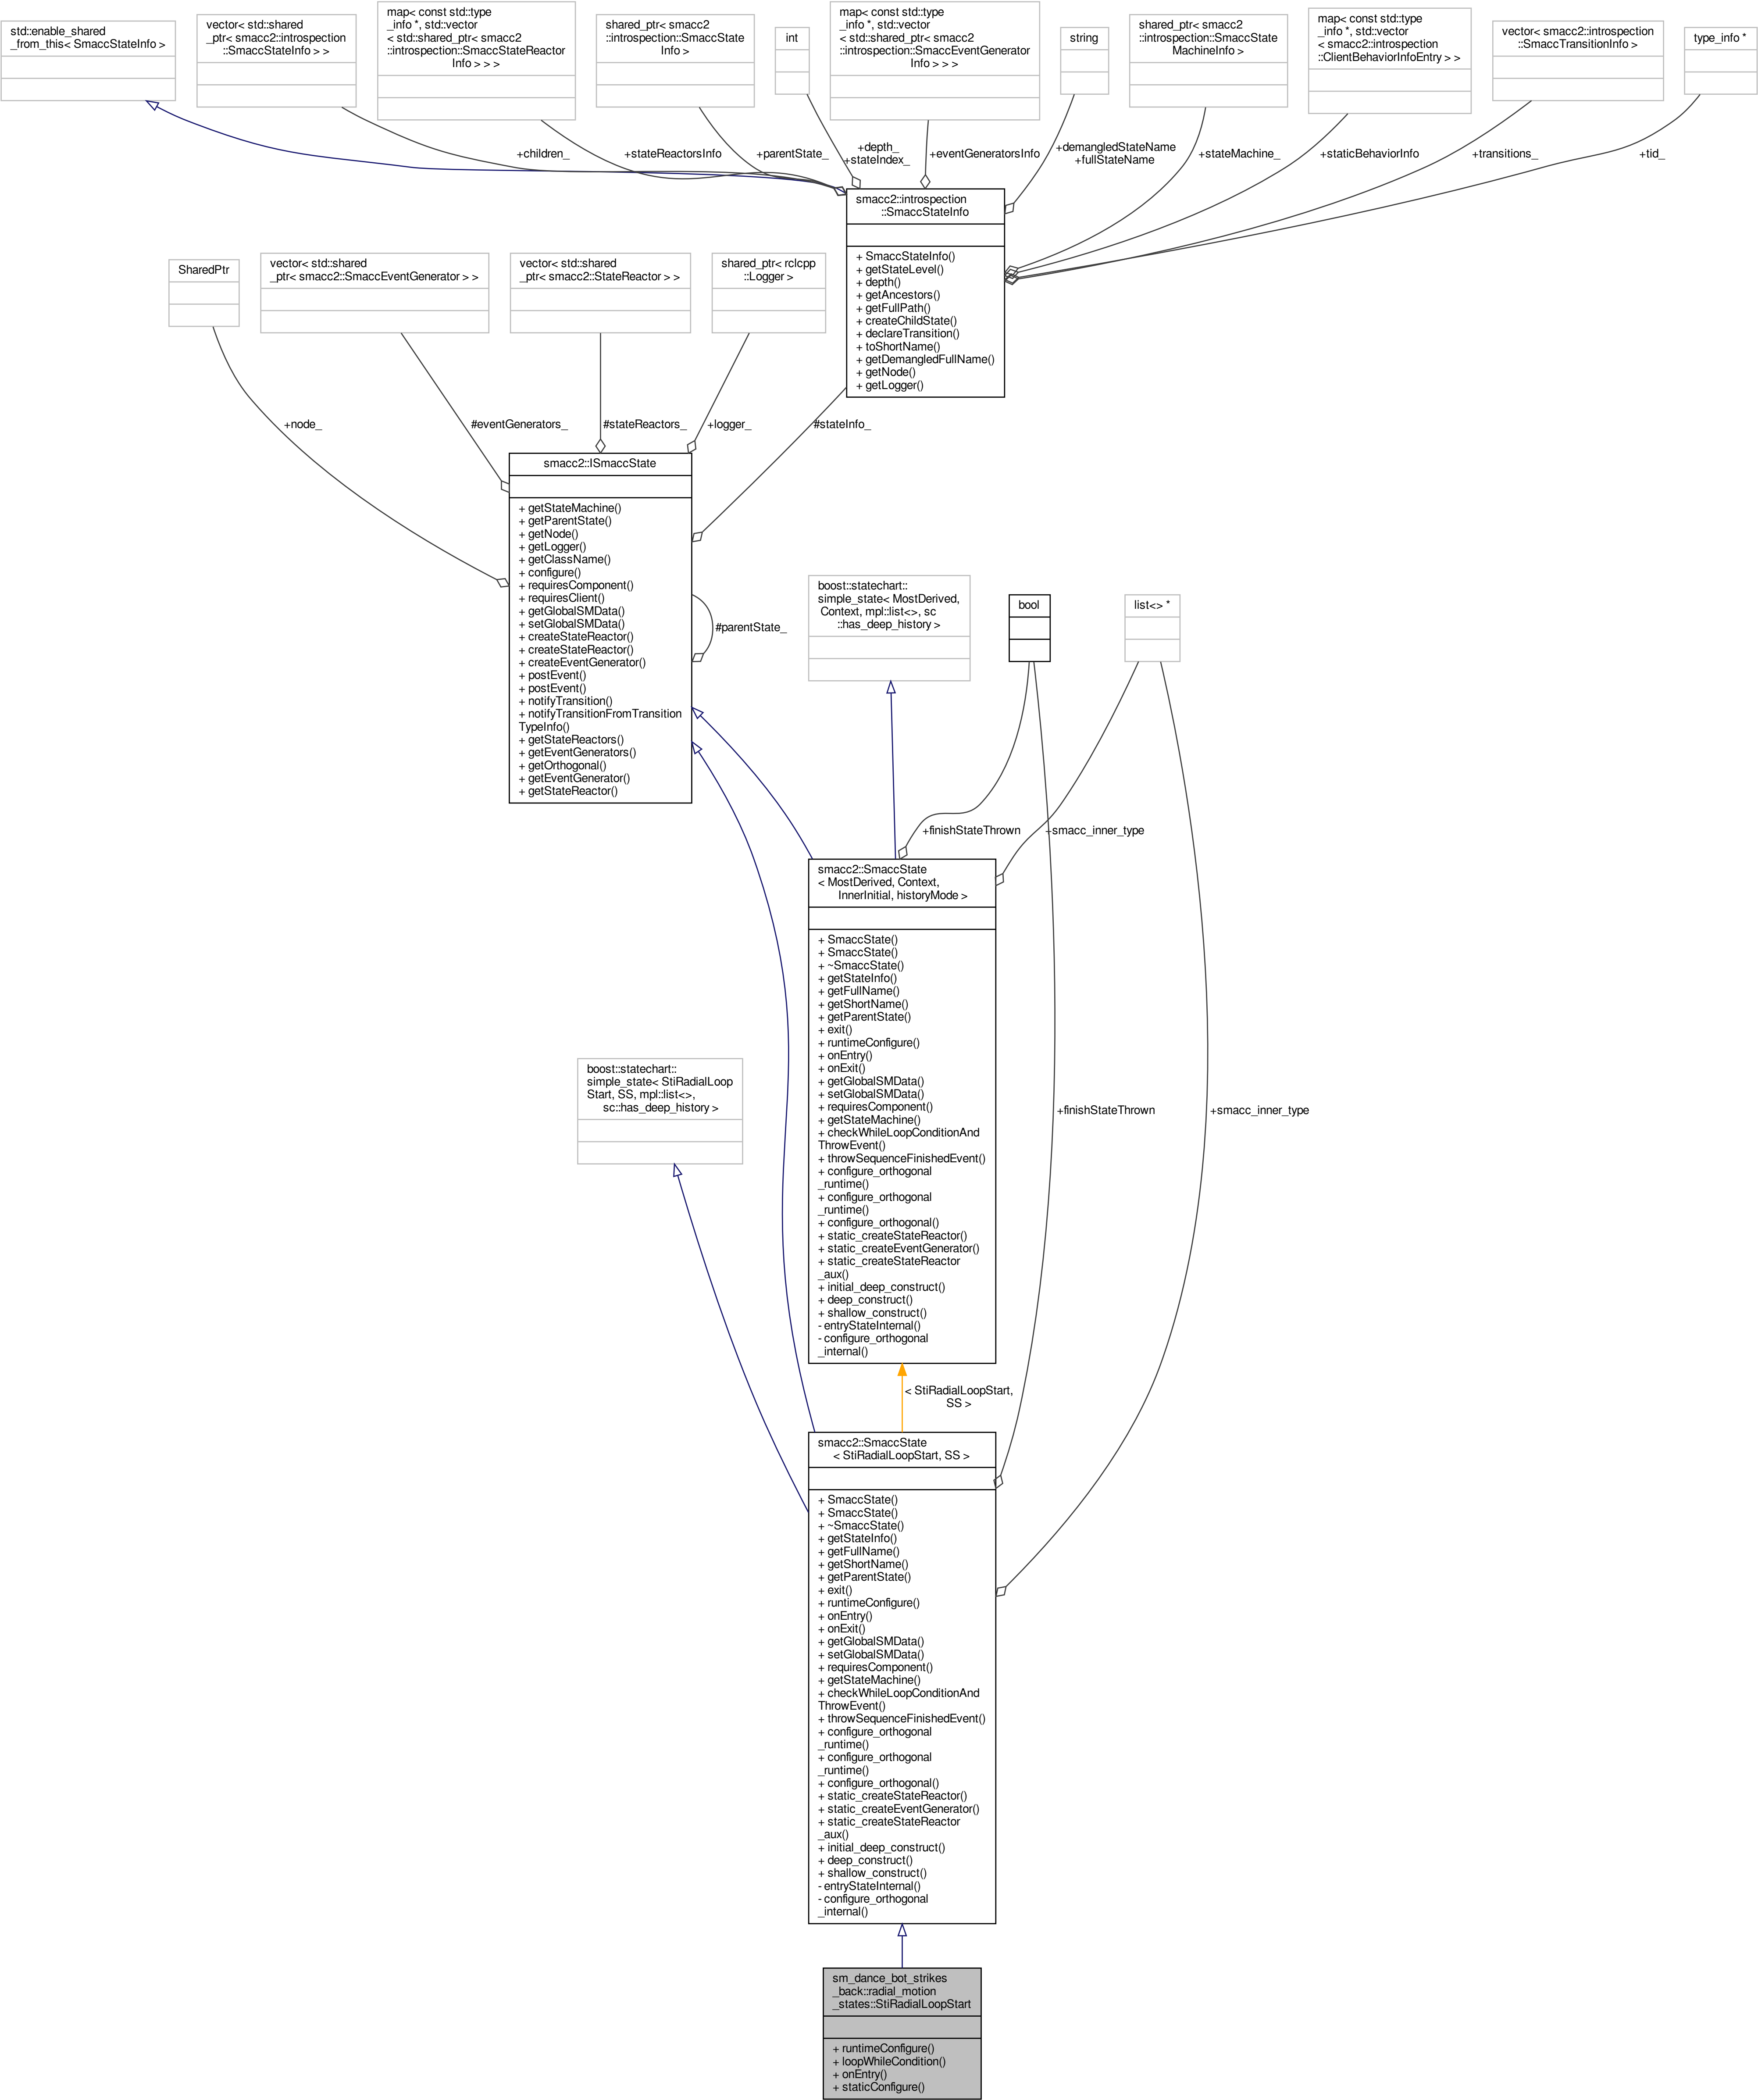 std::enable_shared
_from_this< SmaccStateInfo >
vector< std::shared
_ptr< smacc2::introspection
::SmaccStateInfo > >
map< const std::type
_info *, std::vector
< std::shared_ptr< smacc2
::introspection::SmaccStateReactor
Info > > >
shared_ptr< smacc2
::introspection::SmaccState
Info >
int
map< const std::type
_info *, std::vector
< std::shared_ptr< smacc2
::introspection::SmaccEventGenerator
Info > > >
string
shared_ptr< smacc2
::introspection::SmaccState
MachineInfo >
map< const std::type
_info *, std::vector
< smacc2::introspection
::ClientBehaviorInfoEntry > >
vector< smacc2::introspection
::SmaccTransitionInfo >
type_info *
+children_
+stateReactorsInfo
+parentState_
+depth_
+stateIndex_
+eventGeneratorsInfo
+demangledStateName
+fullStateName
+stateMachine_
+staticBehaviorInfo
+transitions_
+tid_
smacc2::introspection
::SmaccStateInfo
+ SmaccStateInfo()
+ getStateLevel()
+ depth()
+ getAncestors()
+ getFullPath()
+ createChildState()
+ declareTransition()
+ toShortName()
+ getDemangledFullName()
+ getNode()
+ getLogger()
SharedPtr
vector< std::shared
_ptr< smacc2::SmaccEventGenerator > >
vector< std::shared
_ptr< smacc2::StateReactor > >
shared_ptr< rclcpp
::Logger >
+node_
#eventGenerators_
#stateReactors_
+logger_
#stateInfo_
smacc2::ISmaccState
+ getStateMachine()
+ getParentState()
+ getNode()
+ getLogger()
+ getClassName()
+ configure()
+ requiresComponent()
+ requiresClient()
+ getGlobalSMData()
+ setGlobalSMData()
+ createStateReactor()
+ createStateReactor()
+ createEventGenerator()
+ postEvent()
+ postEvent()
+ notifyTransition()
+ notifyTransitionFromTransition
TypeInfo()
+ getStateReactors()
+ getEventGenerators()
+ getOrthogonal()
+ getEventGenerator()
+ getStateReactor()
#parentState_
boost::statechart::
simple_state< MostDerived,
Context, mpl::list<>, sc
::has_deep_history >
bool
list<> *
+finishStateThrown
+smacc_inner_type
smacc2::SmaccState
< MostDerived, Context,
InnerInitial, historyMode >
+ SmaccState()
+ SmaccState()
+ ~SmaccState()
+ getStateInfo()
+ getFullName()
+ getShortName()
+ getParentState()
+ exit()
+ runtimeConfigure()
+ onEntry()
+ onExit()
+ getGlobalSMData()
+ setGlobalSMData()
+ requiresComponent()
+ getStateMachine()
+ checkWhileLoopConditionAnd
ThrowEvent()
+ throwSequenceFinishedEvent()
+ configure_orthogonal
_runtime()
+ configure_orthogonal
_runtime()
+ configure_orthogonal()
+ static_createStateReactor()
+ static_createEventGenerator()
+ static_createStateReactor
_aux()
+ initial_deep_construct()
+ deep_construct()
+ shallow_construct()
- entryStateInternal()
- configure_orthogonal
_internal()
boost::statechart::
simple_state< StiRadialLoop
Start, SS, mpl::list<>,
sc::has_deep_history >
+finishStateThrown
+smacc_inner_type
< StiRadialLoopStart,
SS >
smacc2::SmaccState
< StiRadialLoopStart, SS >
+ SmaccState()
+ SmaccState()
+ ~SmaccState()
+ getStateInfo()
+ getFullName()
+ getShortName()
+ getParentState()
+ exit()
+ runtimeConfigure()
+ onEntry()
+ onExit()
+ getGlobalSMData()
+ setGlobalSMData()
+ requiresComponent()
+ getStateMachine()
+ checkWhileLoopConditionAnd
ThrowEvent()
+ throwSequenceFinishedEvent()
+ configure_orthogonal
_runtime()
+ configure_orthogonal
_runtime()
+ configure_orthogonal()
+ static_createStateReactor()
+ static_createEventGenerator()
+ static_createStateReactor
_aux()
+ initial_deep_construct()
+ deep_construct()
+ shallow_construct()
- entryStateInternal()
- configure_orthogonal
_internal()
sm_dance_bot_strikes
_back::radial_motion
_states::StiRadialLoopStart
+ runtimeConfigure()
+ loopWhileCondition()
+ onEntry()
+ staticConfigure()